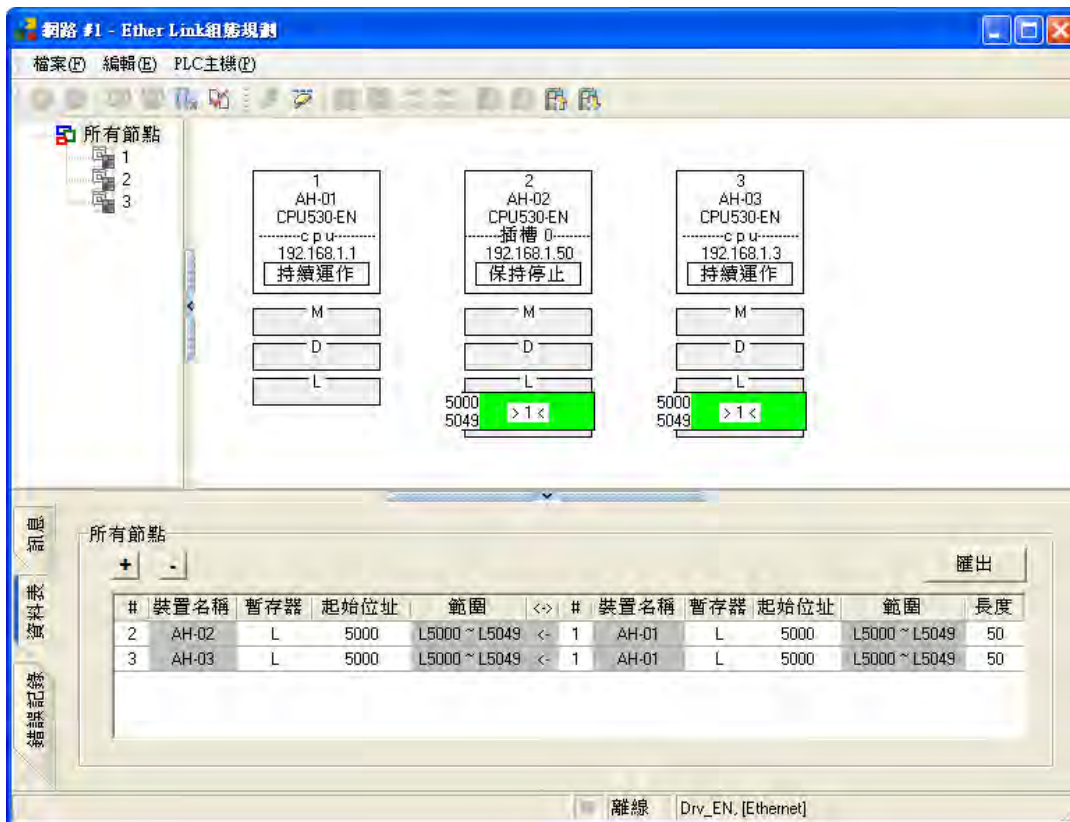 網路 #1 - Ether Link組態規劃
檔案(F) 編輯(E) PLC主機(P)
所有節點
1
2
3
1
AH-01
CPU530-EN
cpu
192.168.1.1
持續運作
M
D
L
2
AH-02
CPU530-EN
插槽 0
192.168.1.50
保持停止
M
D
L
5000
5049
> 1 <
3
AH-03
CPU530-EN
cpu
192.168.1.3
持續運作
M
D
L
5000
5049
> 1 <
訊息
資料表
錯誤記錄
所有節點
+ -
匯出
# 裝置名稱 暫存器 起始位址 範圍 <-> # 裝置名稱 暫存器 起始位址 範圍 長度
2 AH-02 L 5000 L5000 ~ L5049 <- 1 AH-01 L 5000 L5000 ~ L5049 50
3 AH-03 L 5000 L5000 ~ L5049 <- 1 AH-01 L 5000 L5000 ~ L5049 50
離線 Drv_EN, [Ethernet]